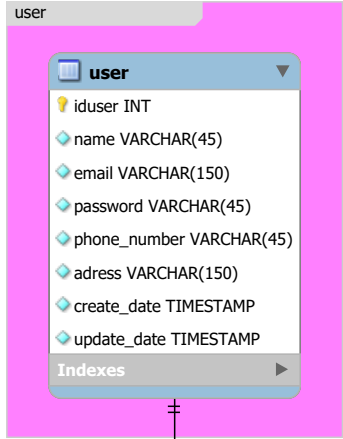 user
user
iduser INT
name VARCHAR(45)
email VARCHAR(150)
password VARCHAR(45)
phone_number VARCHAR(45)
adress VARCHAR(150)
create_date TIMESTAMP
update_date TIMESTAMP
Indexes